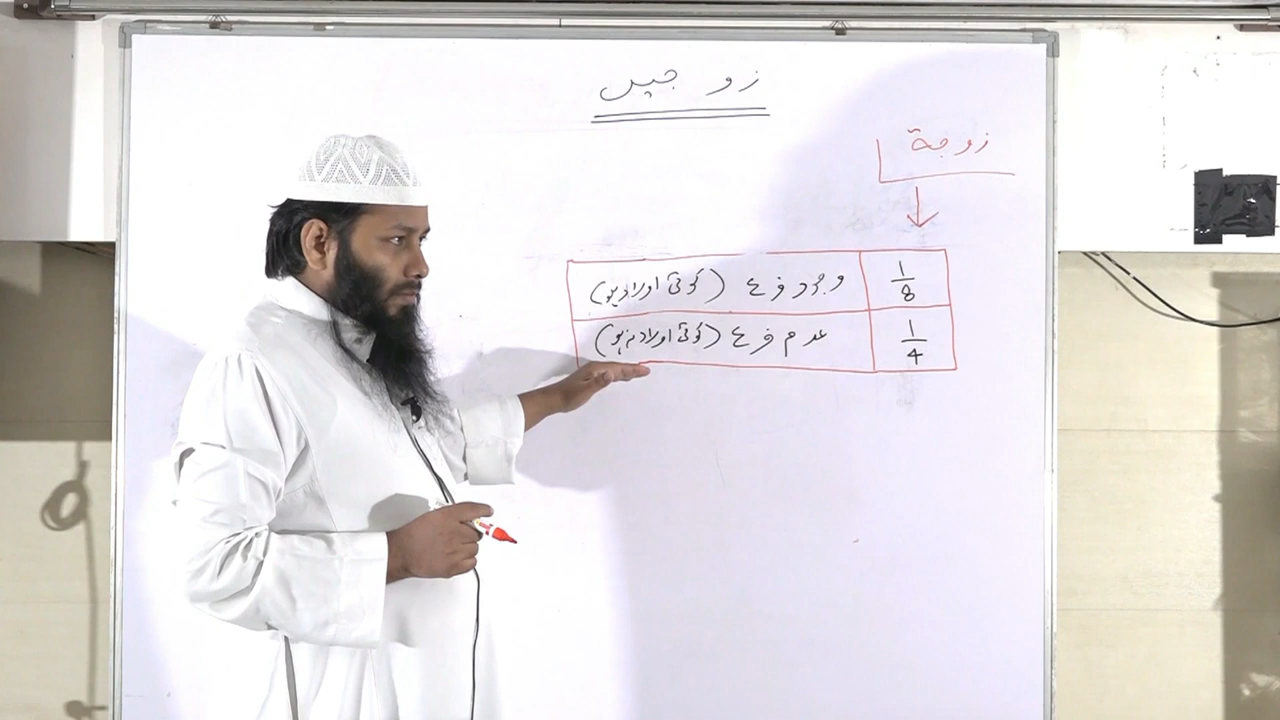 زوجین
زوجة
1/8 وجود فرع (کوئی اولاد ہو)
1/4 عدم فرع (کوئی اولاد نہ ہو)